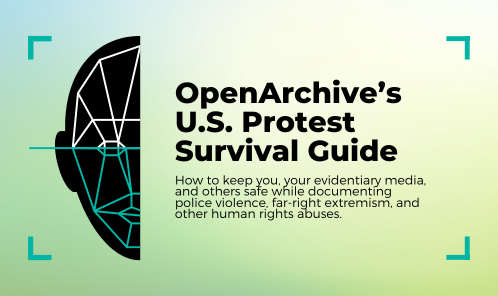 OpenArchive’s
U.S. Protest
Survival Guide
How to keep you, your evidentiary media,
and others safe while documenting
police violence, far-right extremism, and
other human rights abuses.